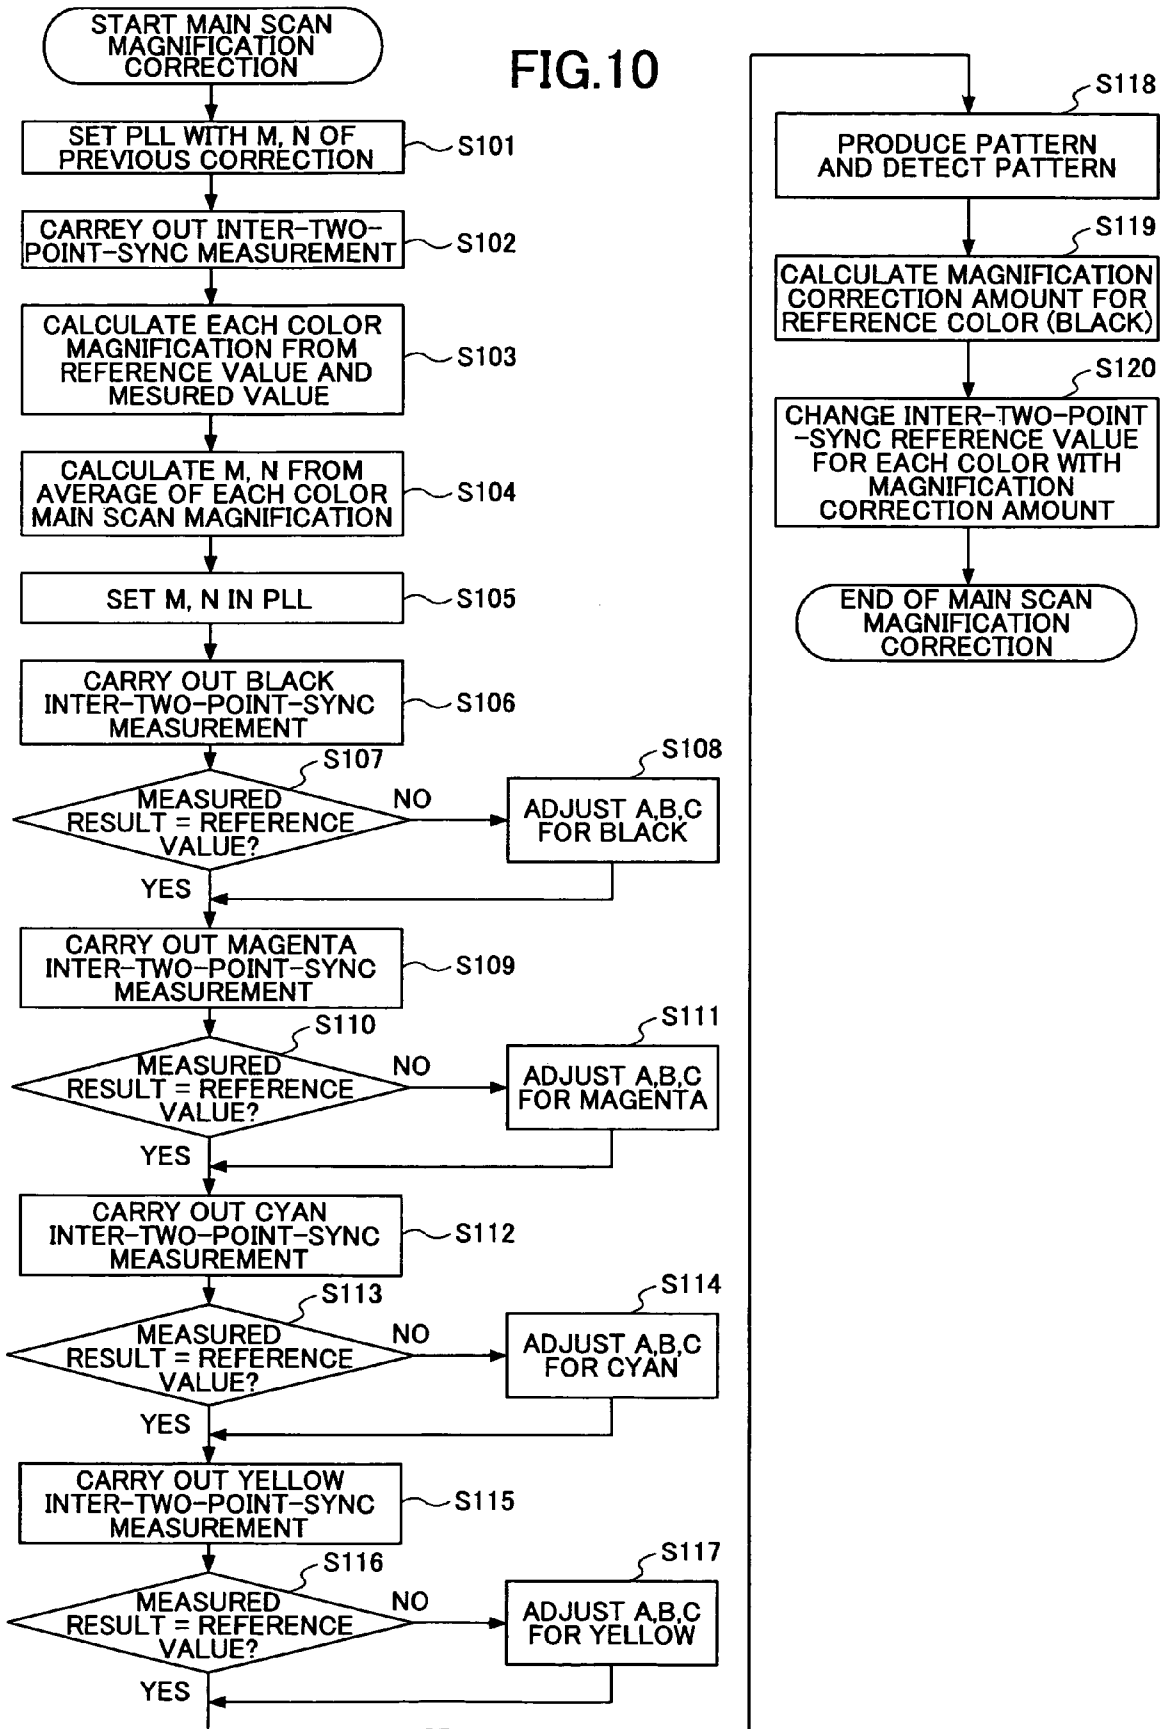 FIG.10
START MAIN SCAN
MAGNIFICATION
CORRECTION
SET PLL WITH M, N OF
PREVIOUS CORRECTION
S101
CARREY OUT INTER-TWO-
POINT-SYNC MEASUREMENT
S102
CALCULATE EACH COLOR
MAGNIFICATION FROM
REFERENCE VALUE AND
MESURED VALUE
S103
CALCULATE M, N FROM
AVERAGE OF EACH COLOR
MAIN SCAN MAGNIFICATION
S104
SET M, N IN PLL
S105
CARRY OUT BLACK
INTER-TWO-POINT-SYNC
MEASUREMENT
S106
S107
MEASURED
RESULT = REFERENCE
VALUE?
NO
YES
S108
ADJUST A,B,C
FOR BLACK
CARRY OUT MAGENTA
INTER-TWO-POINT-SYNC
MEASUREMENT
S109
S110
MEASURED
RESULT = REFERENCE
VALUE?
NO
YES
S111
ADJUST A,B,C
FOR MAGENTA
CARRY OUT CYAN
INTER-TWO-POINT-SYNC
MEASUREMENT
S112
S113
MEASURED
RESULT = REFERENCE
VALUE?
NO
YES
S114
ADJUST A,B,C
FOR CYAN
CARRY OUT YELLOW
INTER-TWO-POINT-SYNC
MEASUREMENT
S115
S116
MEASURED
RESULT = REFERENCE
VALUE?
NO
YES
S117
ADJUST A,B,C
FOR YELLOW
S118
PRODUCE PATTERN
AND DETECT PATTERN
S119
CALCULATE MAGNIFICATION
CORRECTION AMOUNT FOR
REFERENCE COLOR (BLACK)
S120
CHANGE INTER-TWO-POINT
-SYNC REFERENCE VALUE
FOR EACH COLOR WITH
MAGNIFICATION
CORRECTION AMOUNT
END OF MAIN SCAN
MAGNIFICATION
CORRECTION